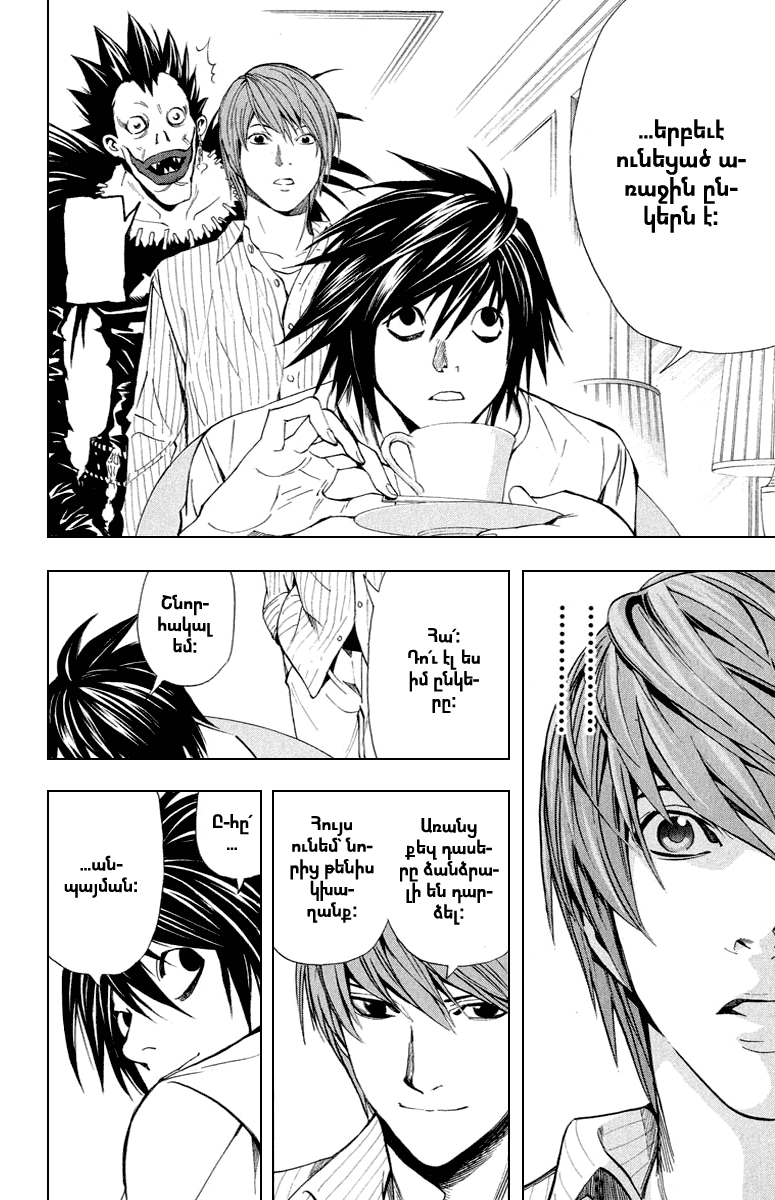 ...երբեւէ
ունեցած ա-
ռաջին ըն-
կերն է:
Հա՛:
Դո՛ւ էլ ես
իմ ընկե-
րը:
Շնոր-
հակալ
եմ:
Առանց
քեզ դասե-
րը ձանձրա-
լի են դար-
ձել:
Հույս
ունեմ՝ նո-
րից թենիս
կխա-
ղանք:
Ը-հը՛
...
...ան-
պայման: